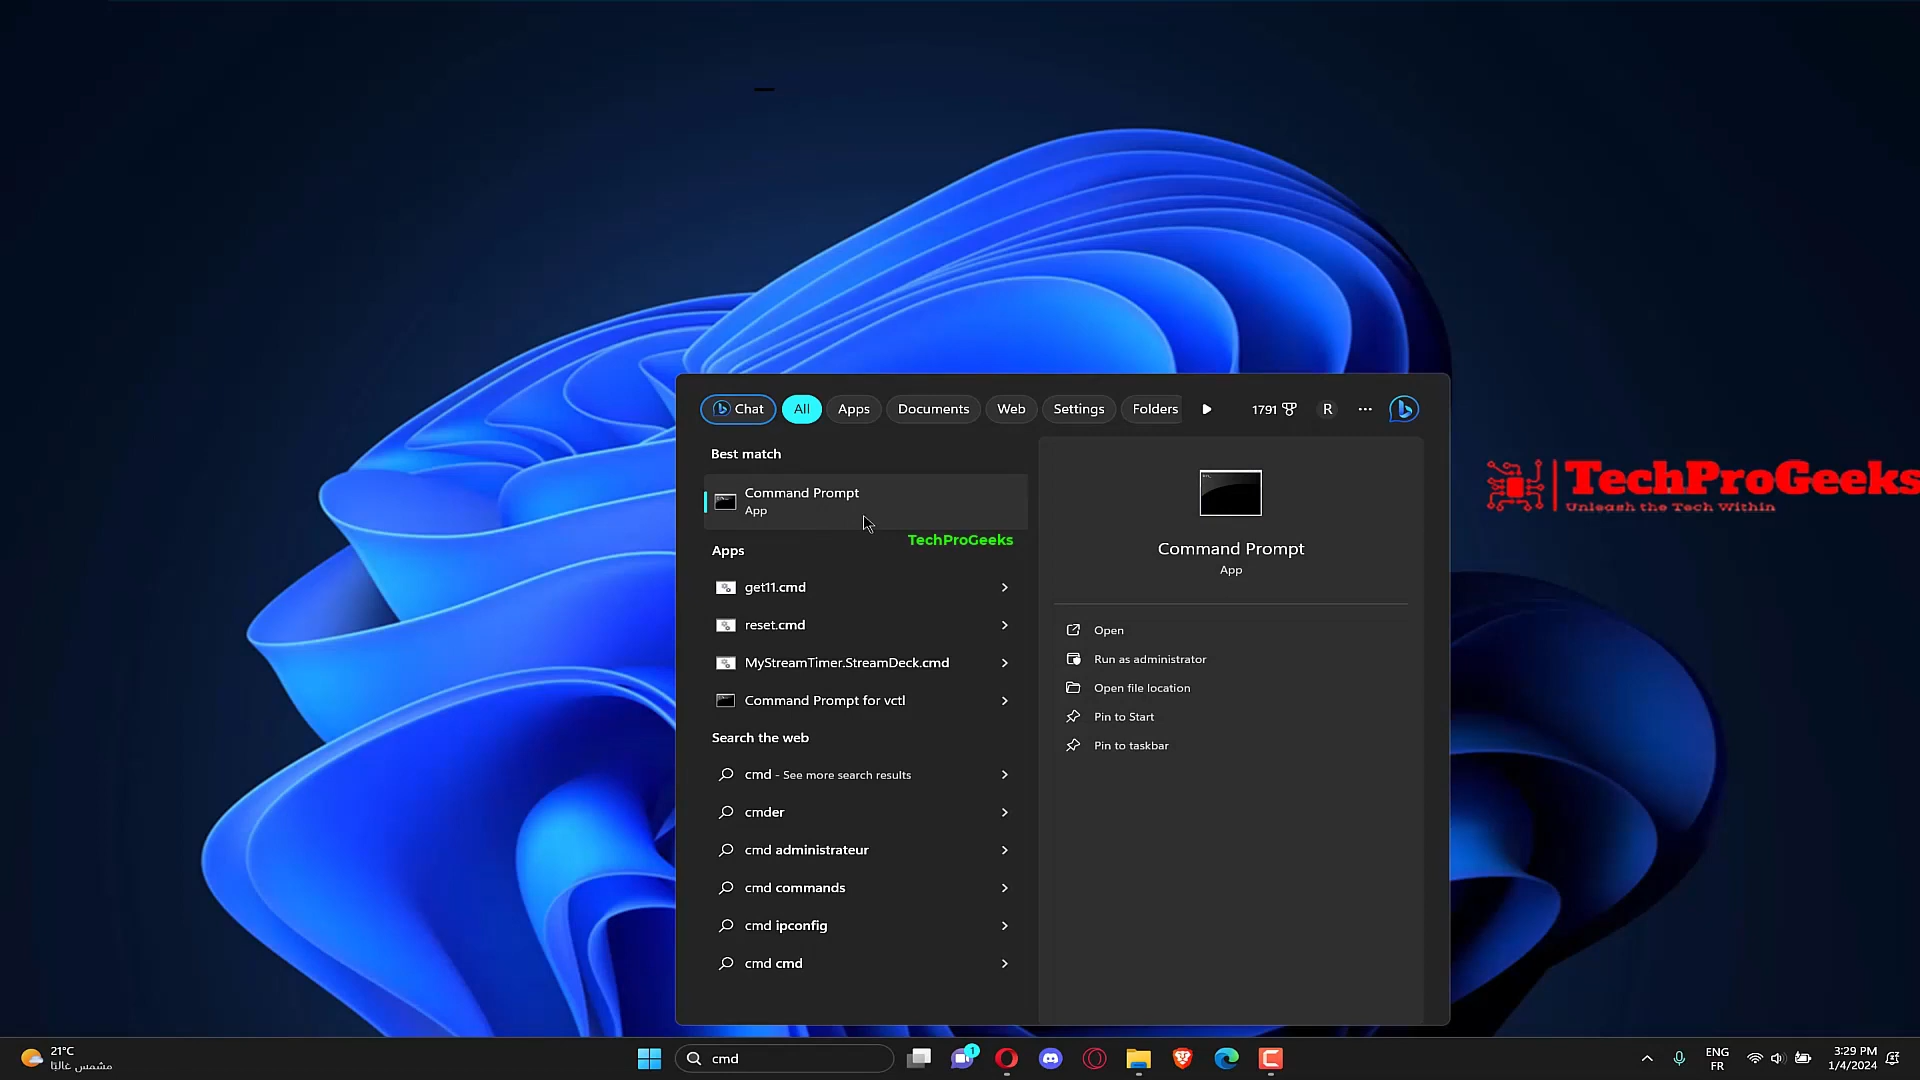 Chat
All
Apps
Documents
Web
Settings
Folders
1791
R
Best match
Command Prompt
App
TechProGeeks
Apps
get11.cmd
reset.cmd
MyStreamTimer.StreamDeck.cmd
Command Prompt for vctl
Search the web
cmd - See more search results
cmder
cmd administrateur
cmd commands
cmd ipconfig
cmd cmd
Command Prompt
App
Open
Run as administrator
Open file location
Pin to Start
Pin to taskbar
TechProGeeks
Unleash the Tech Within
21°C
مشمس غالبًا
cmd
1
ENG
FR
3:29 PM
1/4/2024